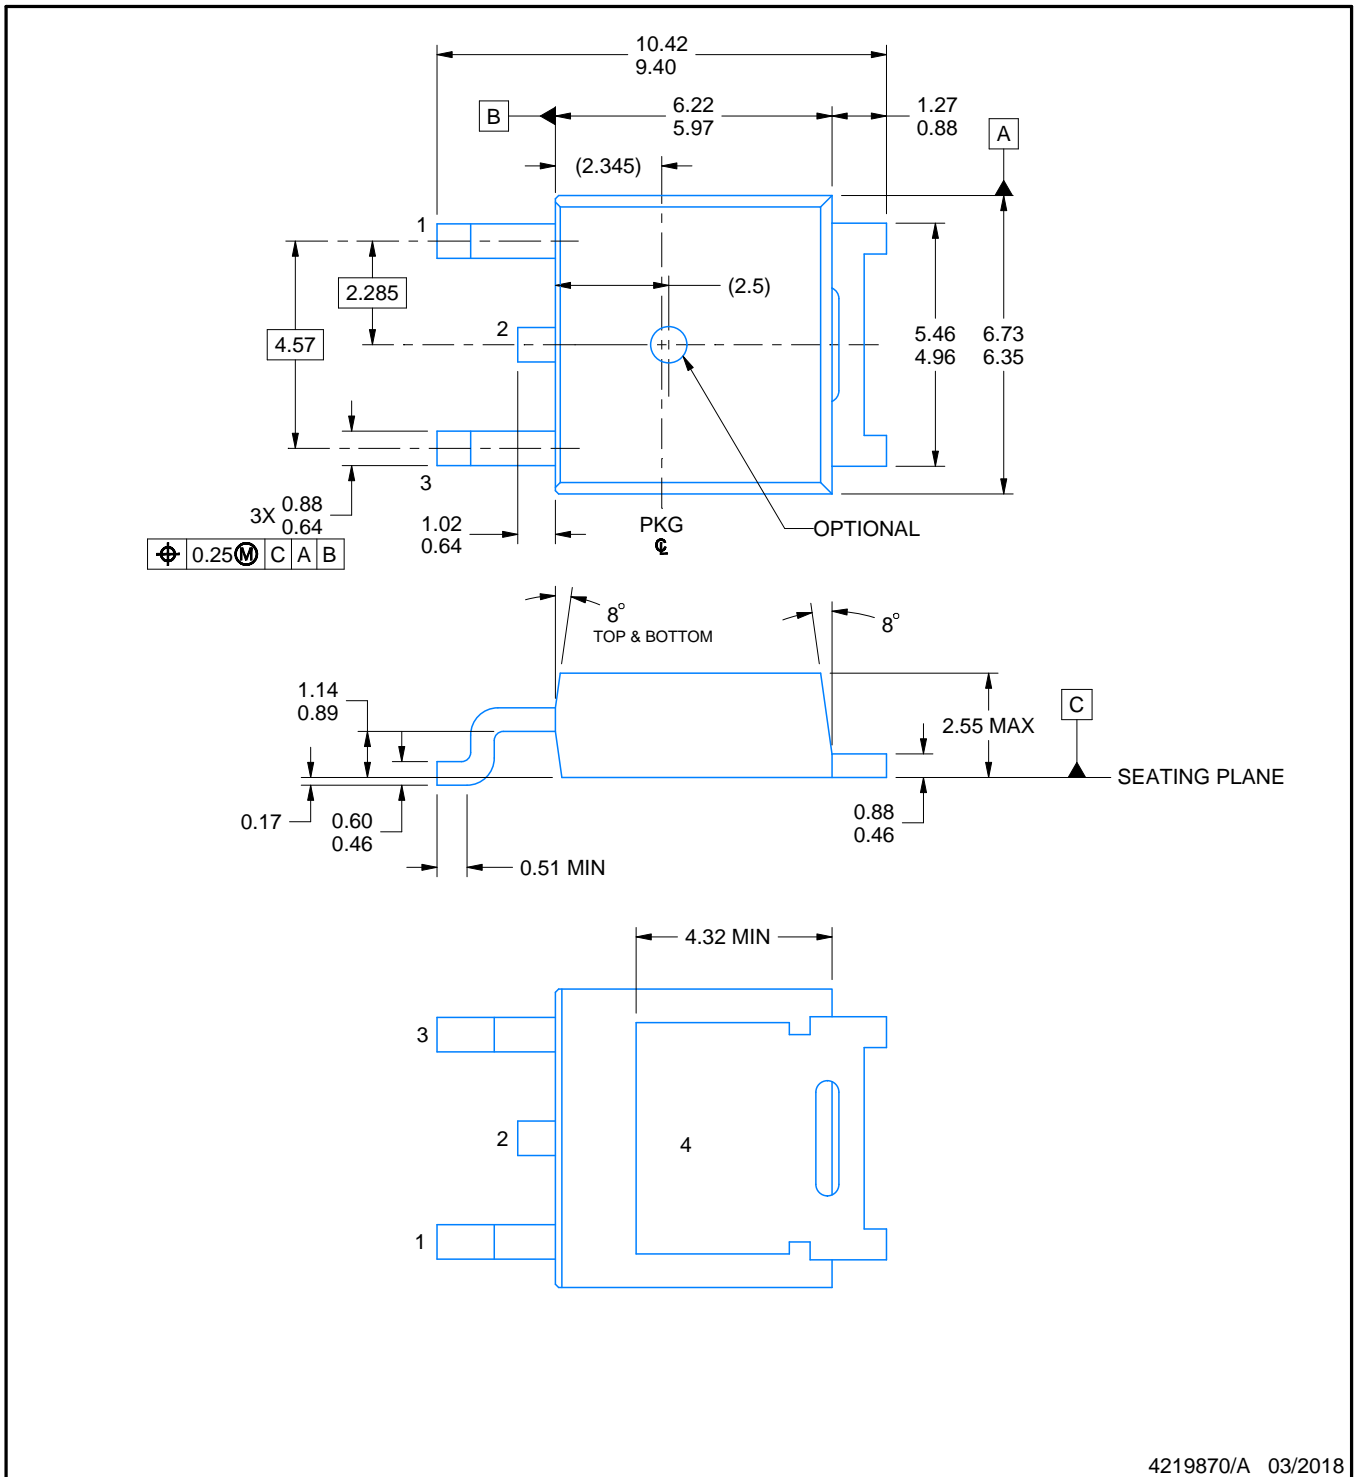 10.42
9.40
B
6.22
5.97
1.27
0.88
A
(2.345)
1
2.285
(2.5)
2
4.57
5.46
4.96
6.73
6.35
3
3X 0.88
0.64
1.02
0.64
PKG
℄
OPTIONAL
⌖ 0.25Ⓜ C A B
8°
TOP & BOTTOM
8°
1.14
0.89
C
2.55 MAX
SEATING PLANE
0.17
0.60
0.46
0.88
0.46
0.51 MIN
4.32 MIN
3
2
4
1
4219870/A 03/2018